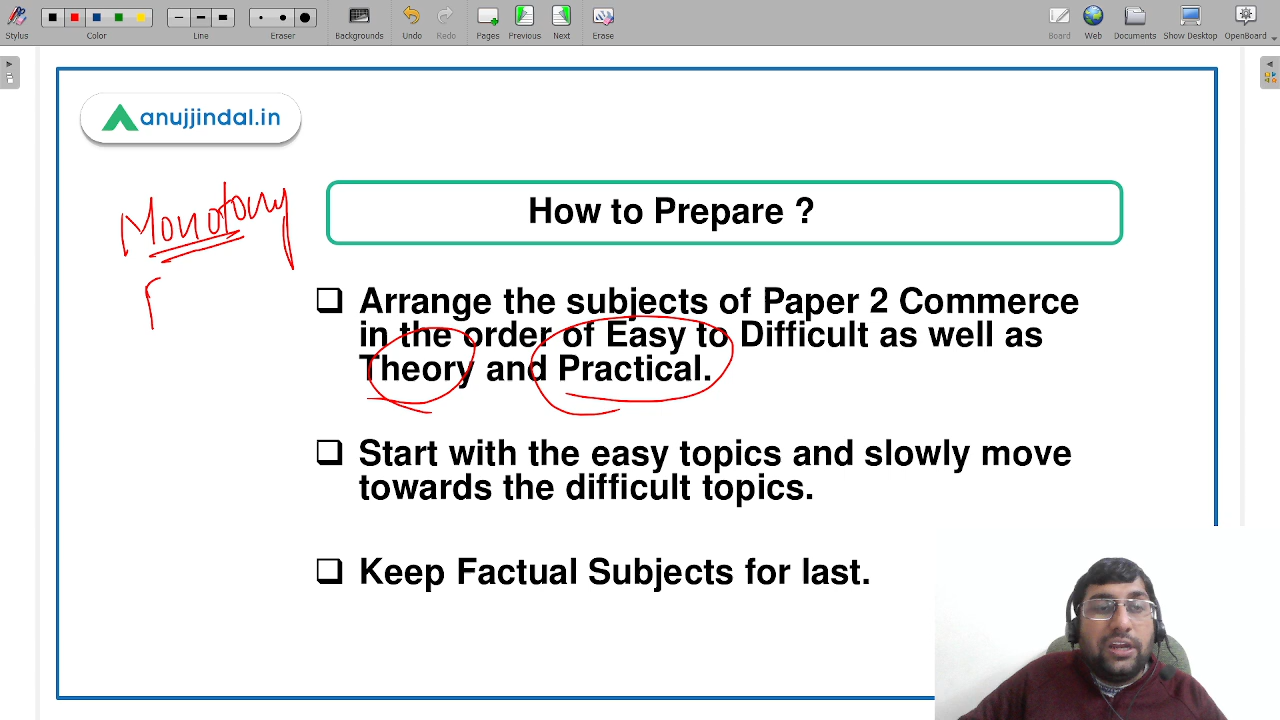 Stylus
Color
Line
Eraser
Backgrounds
Undo
Redo
Pages
Previous
Next
Erase
Board
Web
Documents
Show Desktop
OpenBoard
anujjindal.in
Monotony
How to Prepare ?
Arrange the subjects of Paper 2 Commerce
in the order of Easy to Difficult as well as
Theory and Practical.
Start with the easy topics and slowly move
towards the difficult topics.
Keep Factual Subjects for last.